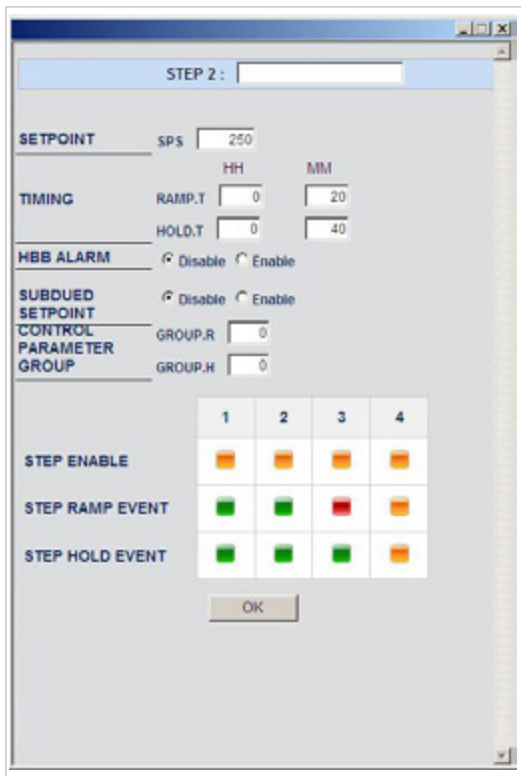 STEP 2 :
SETPOINT SPS 250
HH MM
TIMING RAMP.T 0 20
HOLD.T 0 40
HBB ALARM Disable Enable
SUBDUED SETPOINT Disable Enable
CONTROL PARAMETER GROUP GROUP.R 0
GROUP.H 0
1 2 3 4
STEP ENABLE
STEP RAMP EVENT
STEP HOLD EVENT
OK